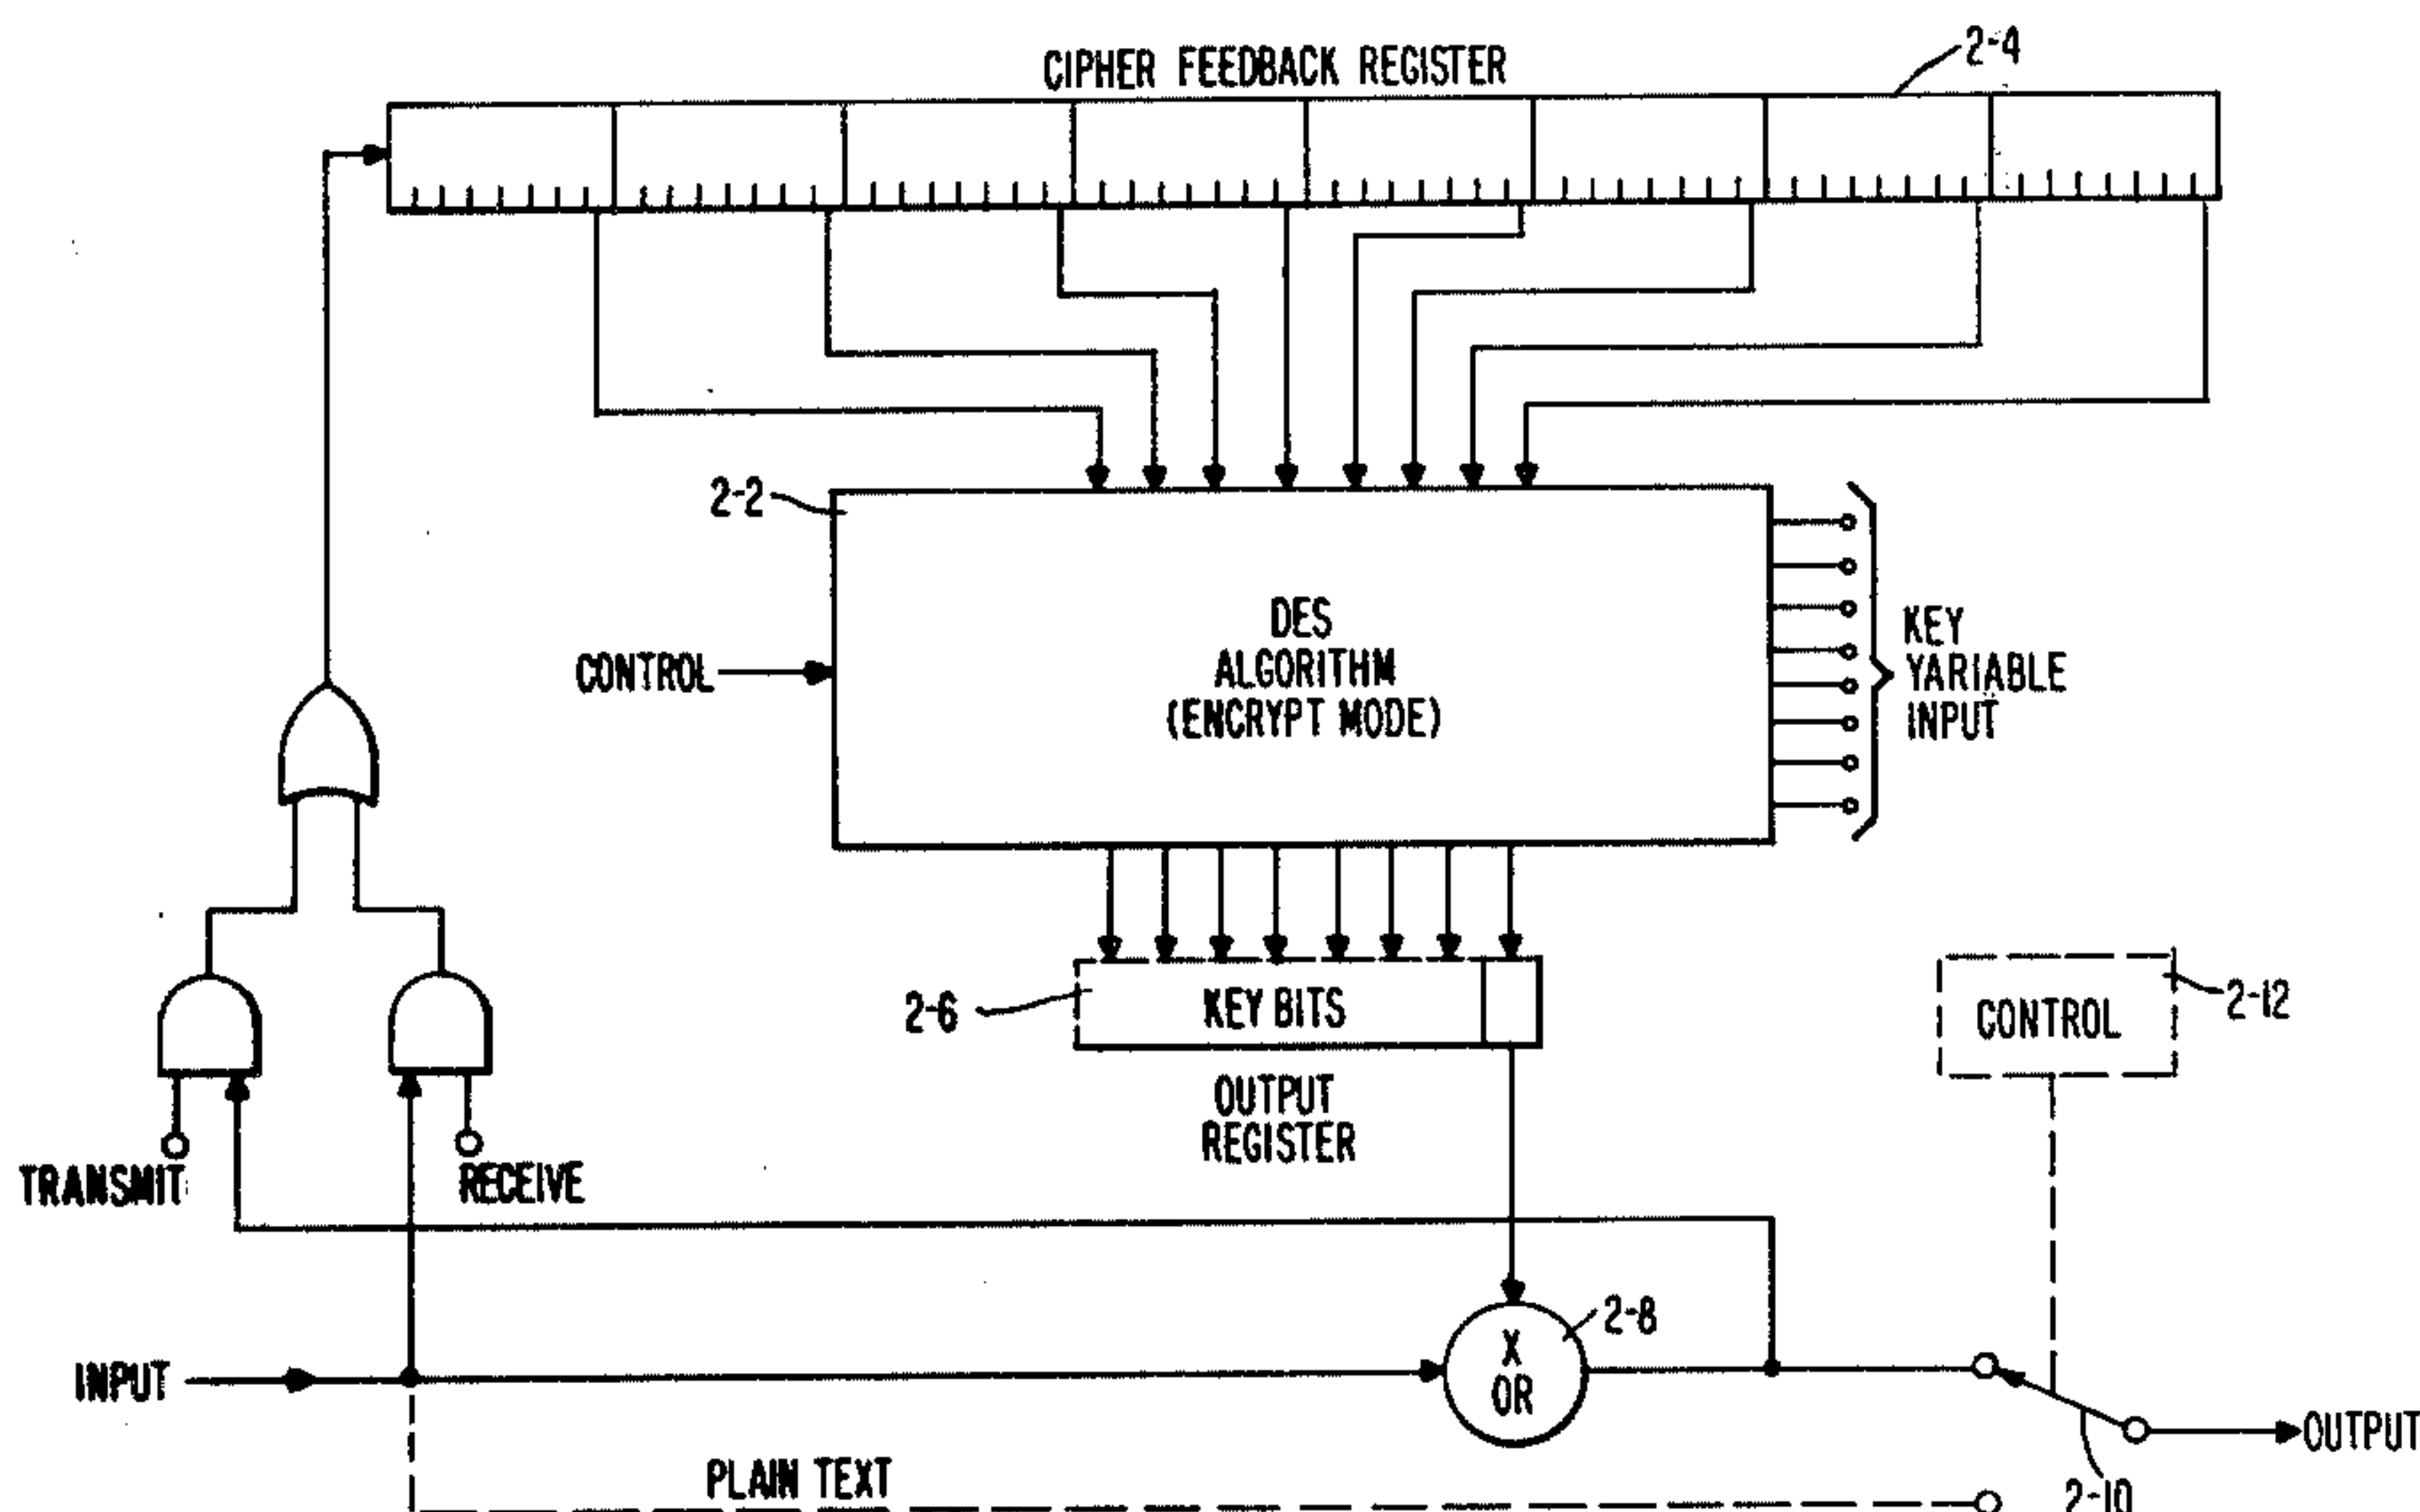 CIPHER FEEDBACK REGISTER
2-4
2-2
DES
ALGORITHM
(ENCRYPT MODE)
CONTROL
KEY
VARIABLE
INPUT
2-6
KEY BITS
OUTPUT
REGISTER
CONTROL
2-12
TRANSMIT
RECEIVE
2-8
X
OR
INPUT
OUTPUT
PLAIN TEXT
2-10